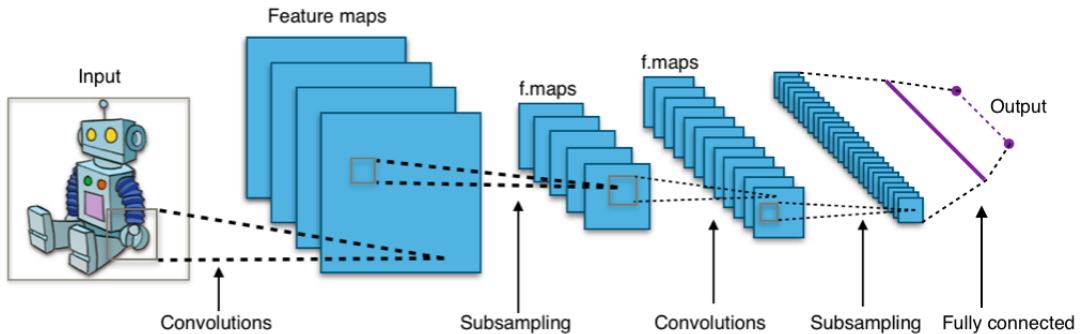 Feature maps
Input
f.maps
f.maps
Output
Convolutions
Subsampling
Convolutions
Subsampling
Fully connected